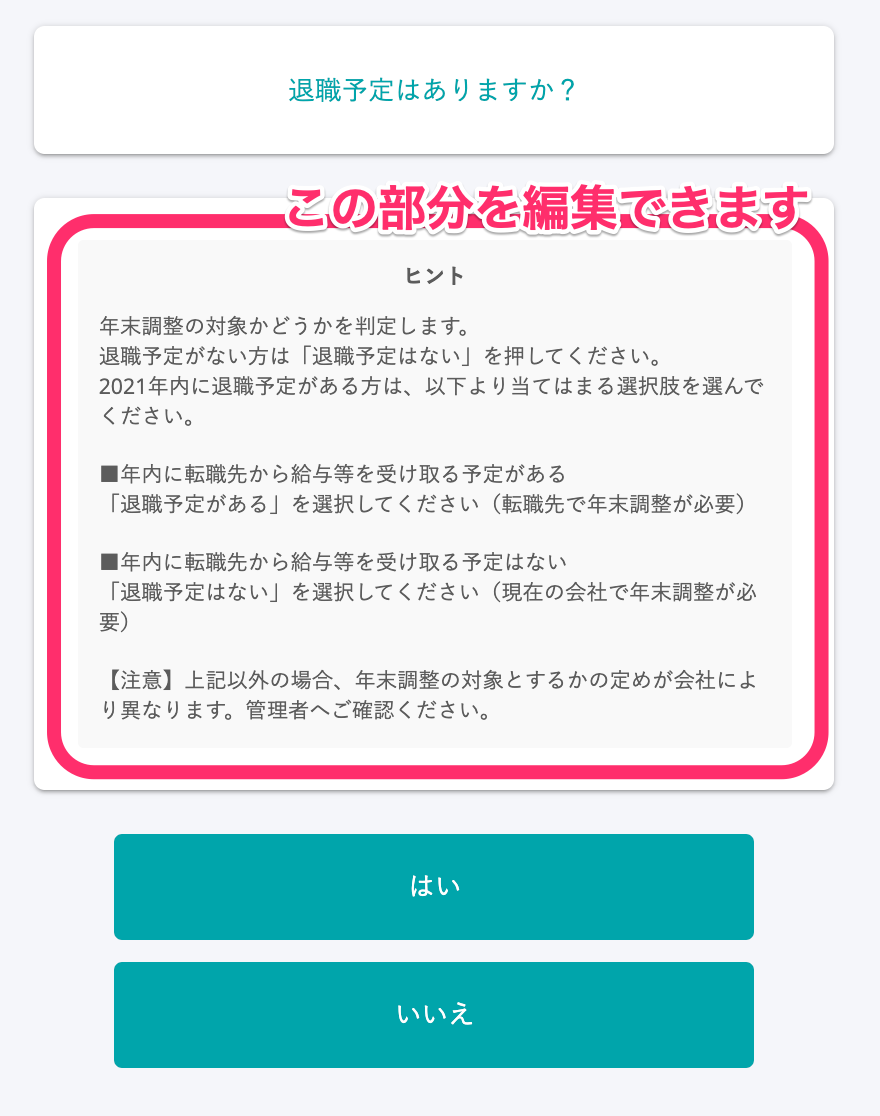 退職予定はありますか？
この部分を編集できます
ヒント
年末調整の対象かどうかを判定します。
退職予定がない方は「退職予定はない」を押してください。
2021年内に退職予定がある方は、以下より当てはまる選択肢を選んで
ください。
■年内に転職先から給与等を受け取る予定がある
「退職予定がある」を選択してください（転職先で年末調整が必要）
■年内に転職先から給与等を受け取る予定はない
「退職予定はない」を選択してください（現在の会社で年末調整が必
要）
【注意】上記以外の場合、年末調整の対象とするかの定めが会社によ
り異なります。管理者へご確認ください。
はい
いいえ